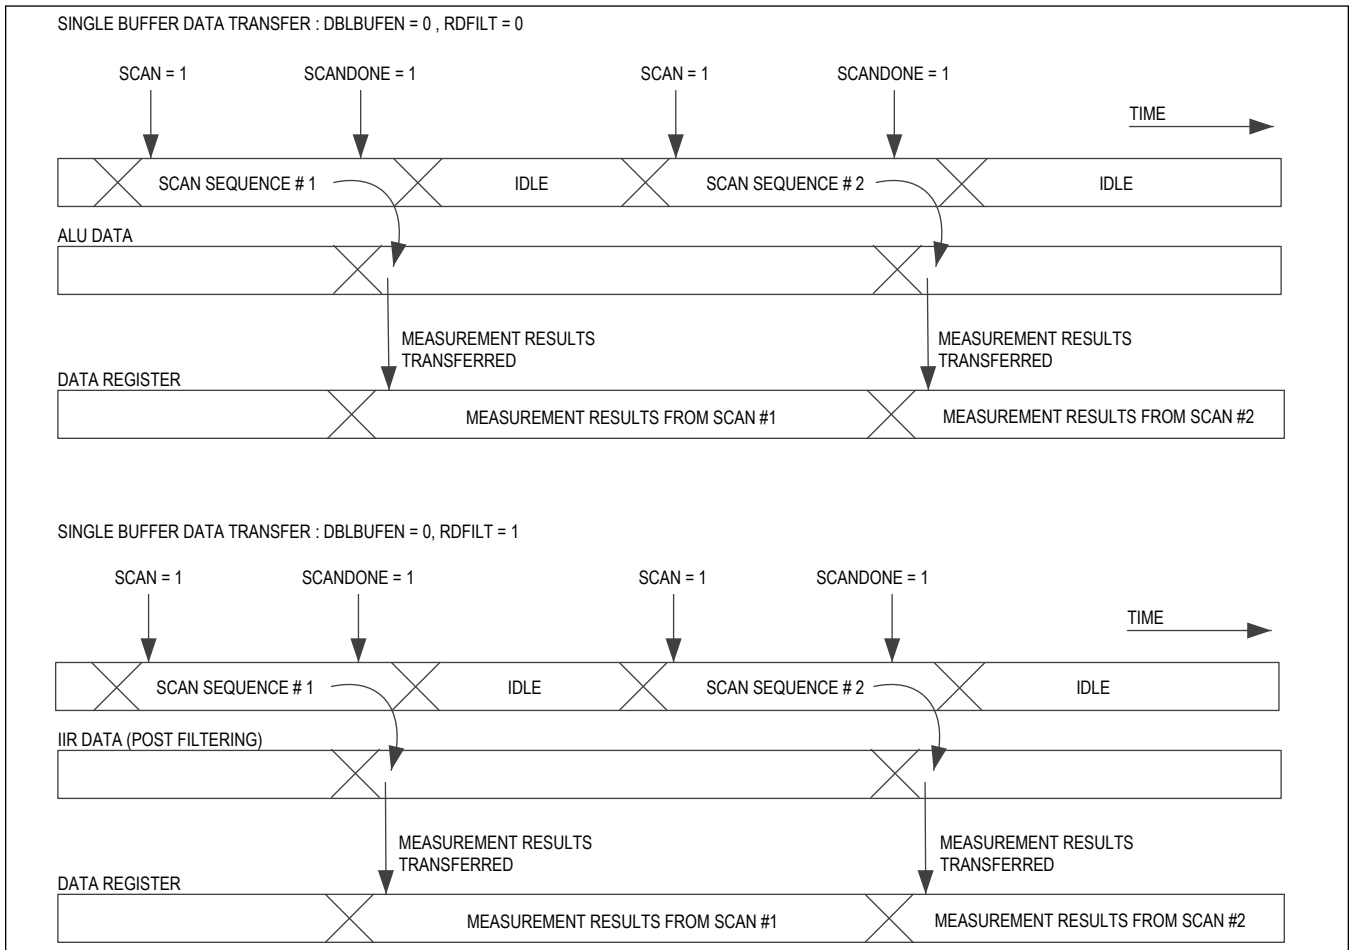 SINGLE BUFFER DATA TRANSFER : DBLBUFEN = 0 , RDFILT = 0
SCAN = 1
SCANDONE = 1
SCAN = 1
SCANDONE = 1
TIME
SCAN SEQUENCE # 1
IDLE
SCAN SEQUENCE # 2
IDLE
ALU DATA
MEASUREMENT RESULTS
TRANSFERRED
MEASUREMENT RESULTS
TRANSFERRED
DATA REGISTER
MEASUREMENT RESULTS FROM SCAN #1
MEASUREMENT RESULTS FROM SCAN #2
SINGLE BUFFER DATA TRANSFER : DBLBUFEN = 0, RDFILT = 1
SCAN = 1
SCANDONE = 1
SCAN = 1
SCANDONE = 1
TIME
SCAN SEQUENCE # 1
IDLE
SCAN SEQUENCE # 2
IDLE
IIR DATA (POST FILTERING)
MEASUREMENT RESULTS
TRANSFERRED
MEASUREMENT RESULTS
TRANSFERRED
DATA REGISTER
MEASUREMENT RESULTS FROM SCAN #1
MEASUREMENT RESULTS FROM SCAN #2